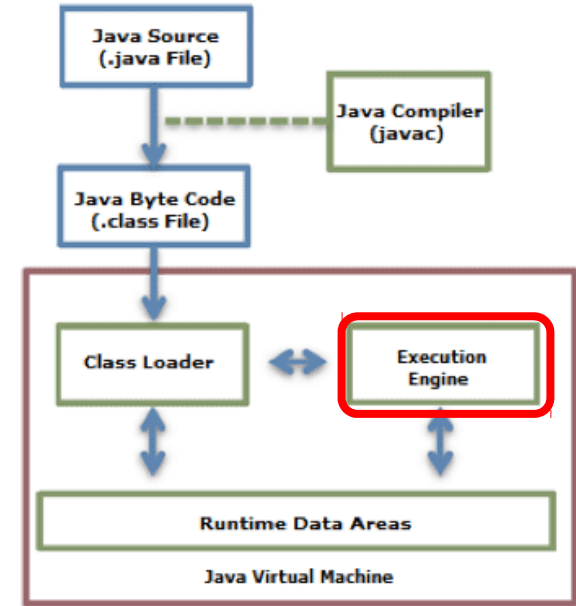 Java Source
(.java File)
Java Compiler
(javac)
Java Byte Code
(.class File)
Class Loader
Execution
Engine
Runtime Data Areas
Java Virtual Machine